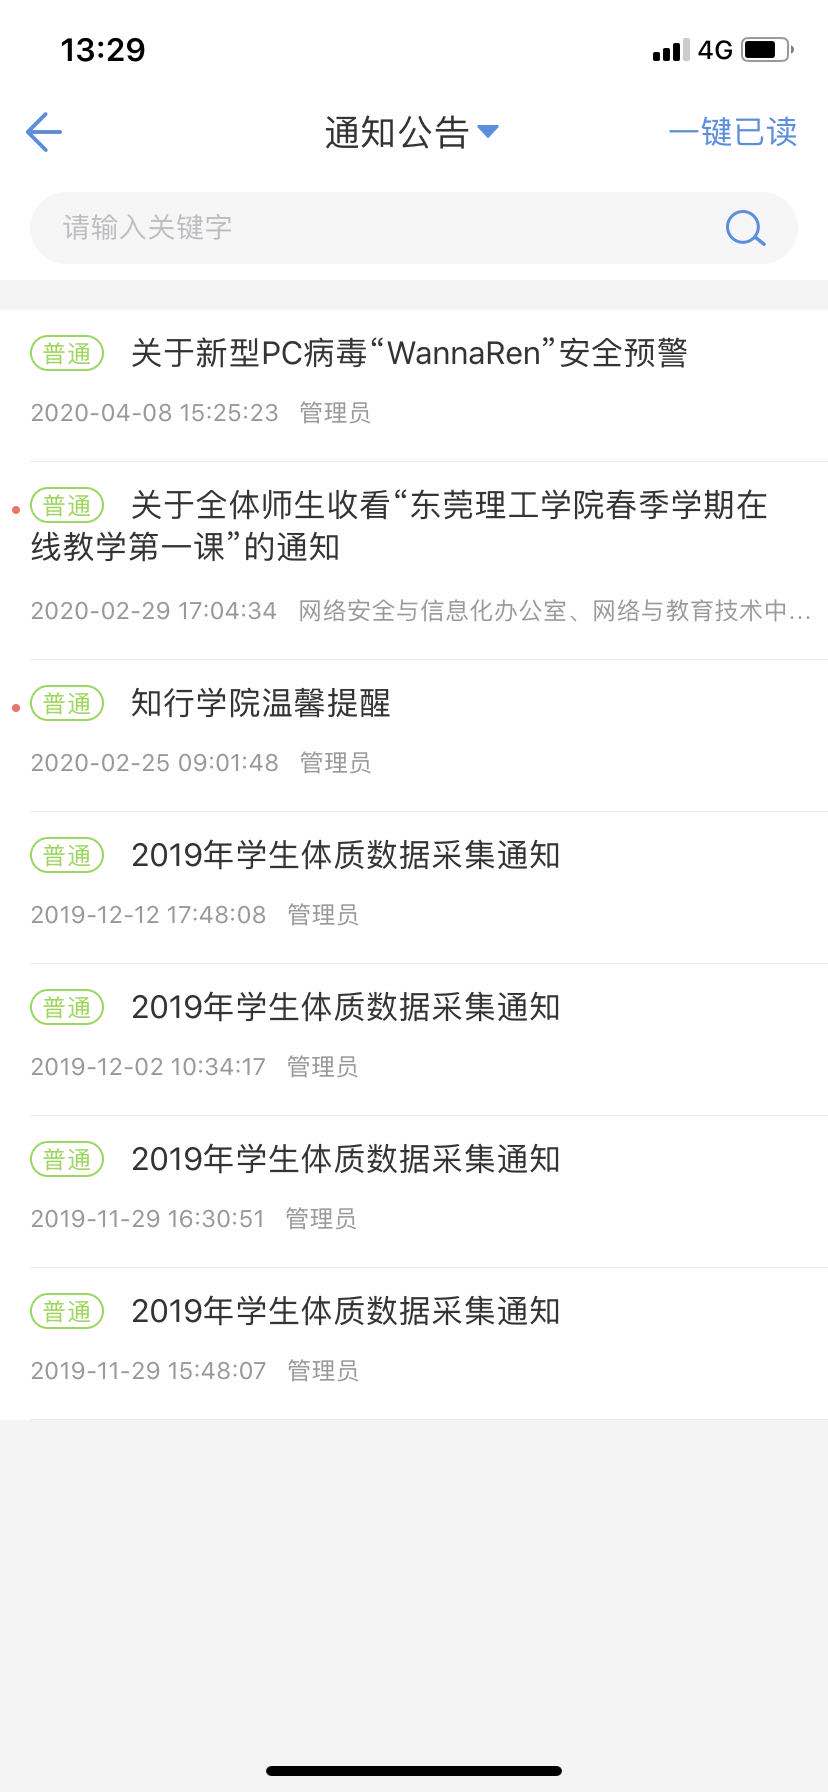 13:29 4G
通知公告 一键已读
请输入关键字
普通 关于新型PC病毒“WannaRen”安全预警
2020-04-08 15:25:23 管理员
普通 关于全体师生收看“东莞理工学院春季学期在
线教学第一课”的通知
2020-02-29 17:04:34 网络安全与信息化办公室、网络与教育技术中...
普通 知行学院温馨提醒
2020-02-25 09:01:48 管理员
普通 2019年学生体质数据采集通知
2019-12-12 17:48:08 管理员
普通 2019年学生体质数据采集通知
2019-12-02 10:34:17 管理员
普通 2019年学生体质数据采集通知
2019-11-29 16:30:51 管理员
普通 2019年学生体质数据采集通知
2019-11-29 15:48:07 管理员